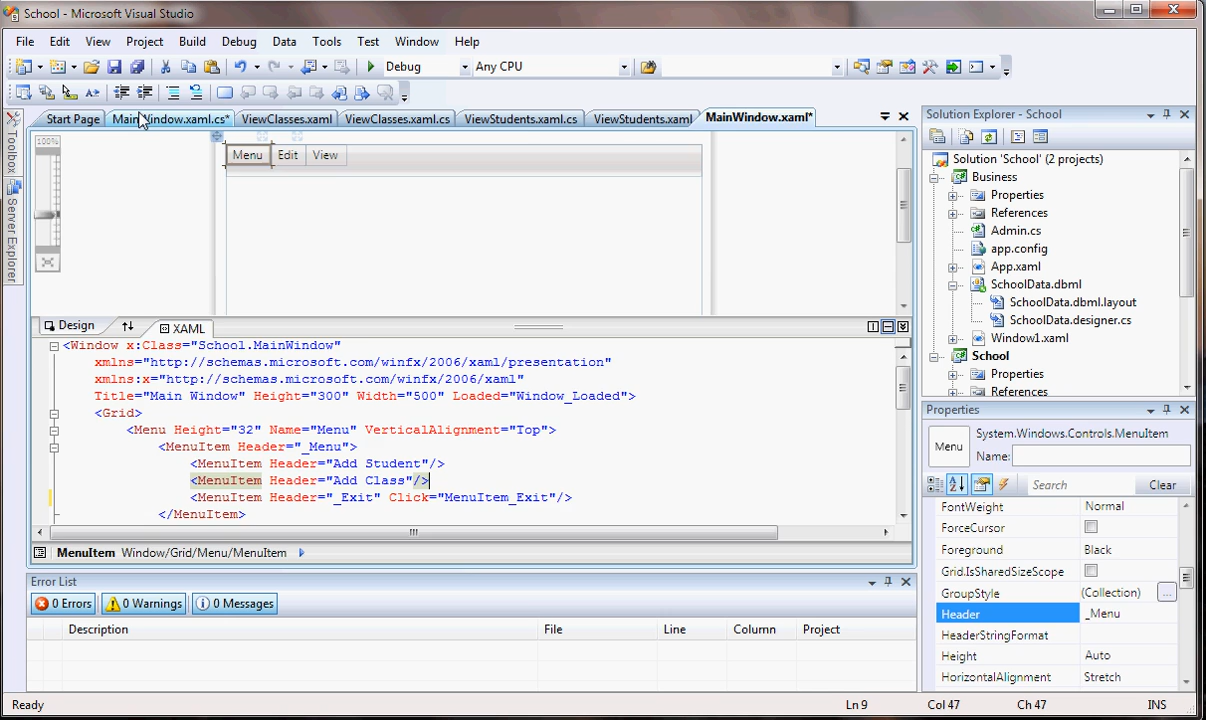 School - Microsoft Visual Studio
File Edit View Project Build Debug Data Tools Test Window Help
Debug Any CPU
Start Page MainWindow.xaml.cs* ViewClasses.xaml ViewClasses.xaml.cs ViewStudents.xaml.cs ViewStudents.xaml MainWindow.xaml*
Toolbox
Server Explorer
100%
Menu Edit View
Design XAML
<Window x:Class="School.MainWindow"
xmlns="http://schemas.microsoft.com/winfx/2006/xaml/presentation"
xmlns:x="http://schemas.microsoft.com/winfx/2006/xaml"
Title="Main Window" Height="300" Width="500" Loaded="Window_Loaded">
<Grid>
<Menu Height="32" Name="Menu" VerticalAlignment="Top">
<MenuItem Header="_Menu">
<MenuItem Header="Add Student"/>
<MenuItem Header="Add Class"/>
<MenuItem Header="_Exit" Click="MenuItem_Exit"/>
</MenuItem>
MenuItem Window/Grid/Menu/MenuItem
Error List
0 Errors 0 Warnings 0 Messages
Description File Line Column Project
Solution Explorer - School
Solution 'School' (2 projects)
Business
Properties
References
Admin.cs
app.config
App.xaml
SchoolData.dbml
SchoolData.dbml.layout
SchoolData.designer.cs
Window1.xaml
School
Properties
References
Properties
Menu System.Windows.Controls.MenuItem
Name:
Search Clear
FontWeight Normal
ForceCursor
Foreground Black
Grid.IsSharedSizeScope
GroupStyle (Collection) ...
Header _Menu
HeaderStringFormat
Height Auto
HorizontalAlignment Stretch
Ready Ln 9 Col 47 Ch 47 INS